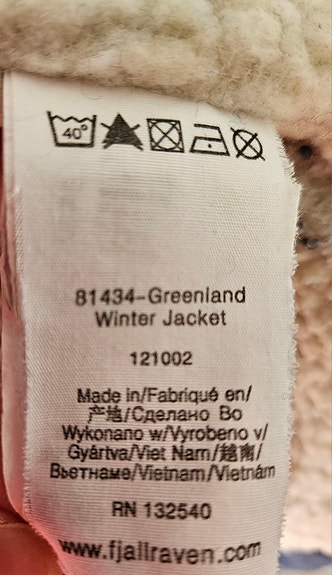 40°
81434-Greenland
Winter Jacket
121002
Made in/Fabriqué en/
产地/Сделано Во
Wykonano w/Vyrobeno v/
Gyártva/Viet Nam/越南/
Вьетнаме/Vietnam/Vietnám
RN 132540
www.fjallraven.com